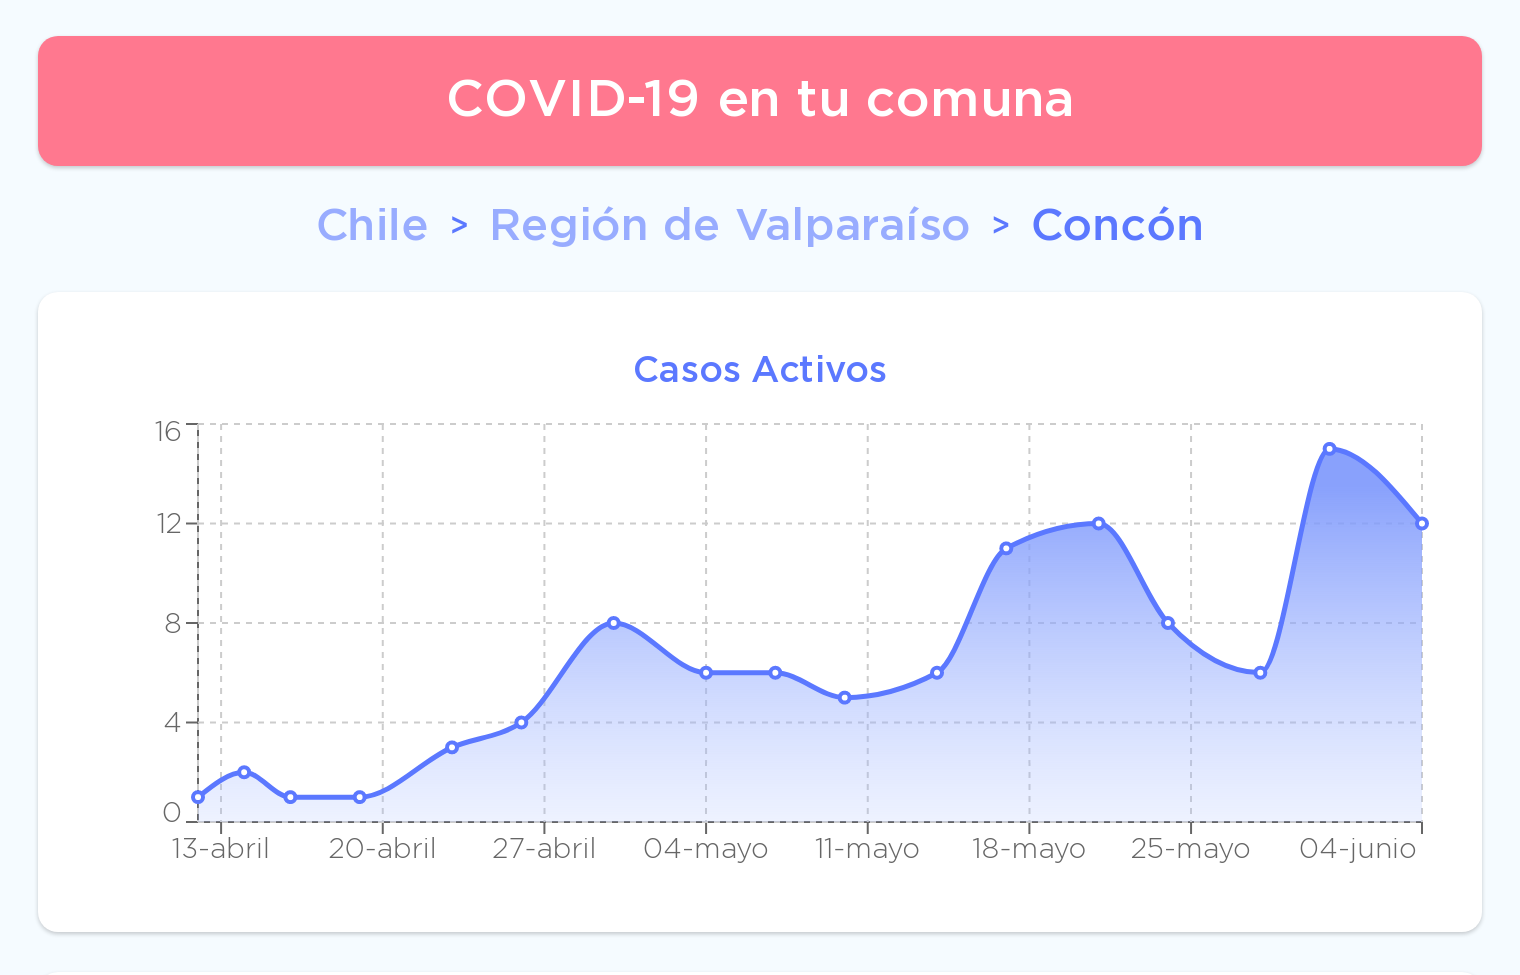 COVID-19 en tu comuna
Chile > Región de Valparaíso > Concón
Casos Activos
16
12
8
4
0
13-abril 20-abril 27-abril 04-mayo 11-mayo 18-mayo 25-mayo 04-junio